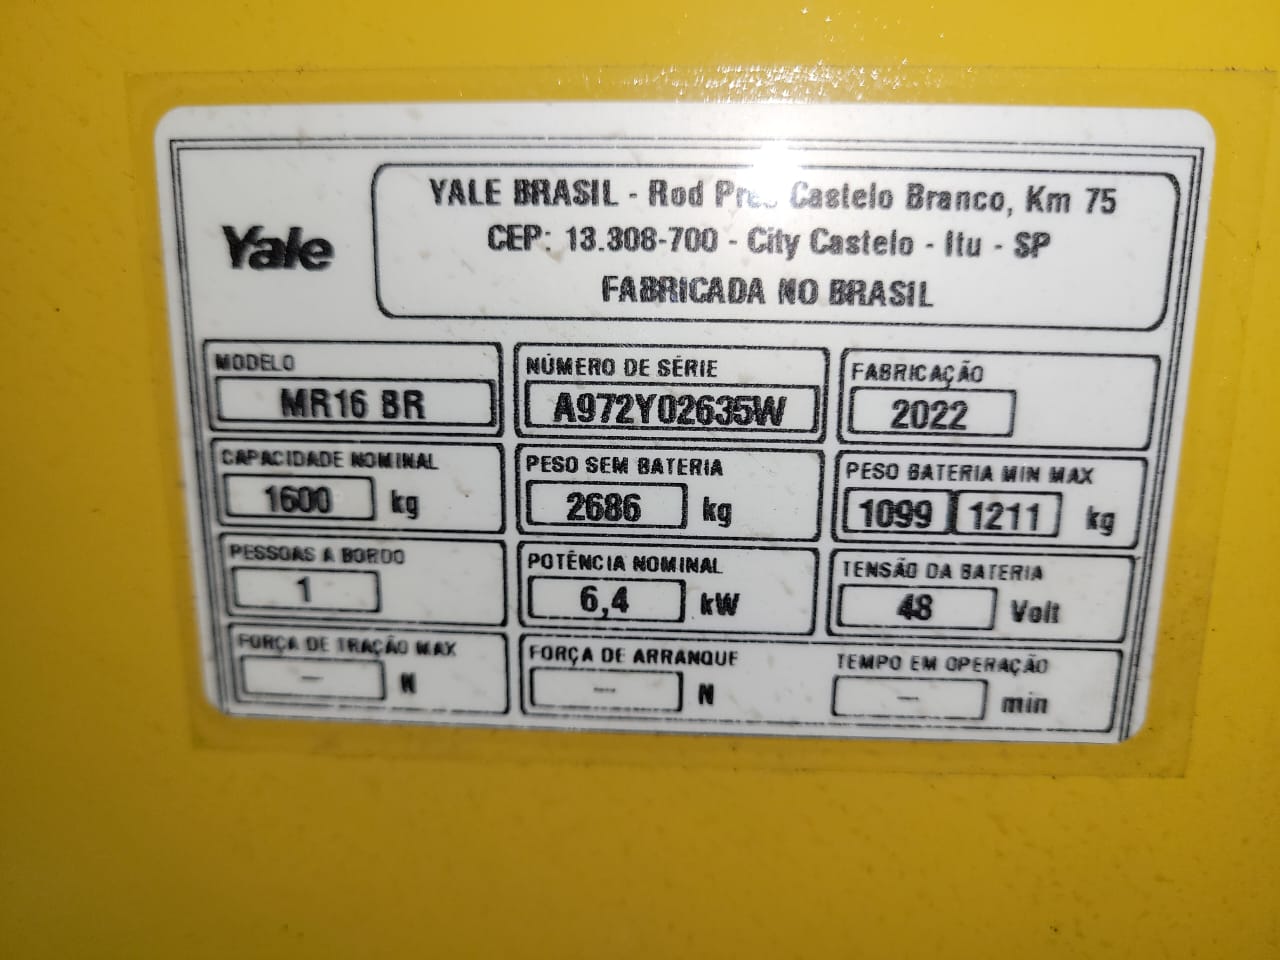 Yale
YALE BRASIL - Rod Castelo Branco, Km 75
CEP: 13.308-700 - City Castelo - Itu - SP
FABRICADA NO BRASIL
MODELO
MR16 BR
NÚMERO DE SÉRIE
A972Y02635W
FABRICAÇÃO
2022
CAPACIDADE NOMINAL
1600 kg
PESO SEM BATERIA
2686 kg
PESO BATERIA MIN MAX
1099 1211 kg
PESSOAS A BORDO
1
POTÊNCIA NOMINAL
6,4 kW
TENSÃO DA BATERIA
48 Volt
FORÇA DE TRAÇÃO MAX
— N
FORÇA DE ARRANQUE
--- N
TEMPO EM OPERAÇÃO
— min